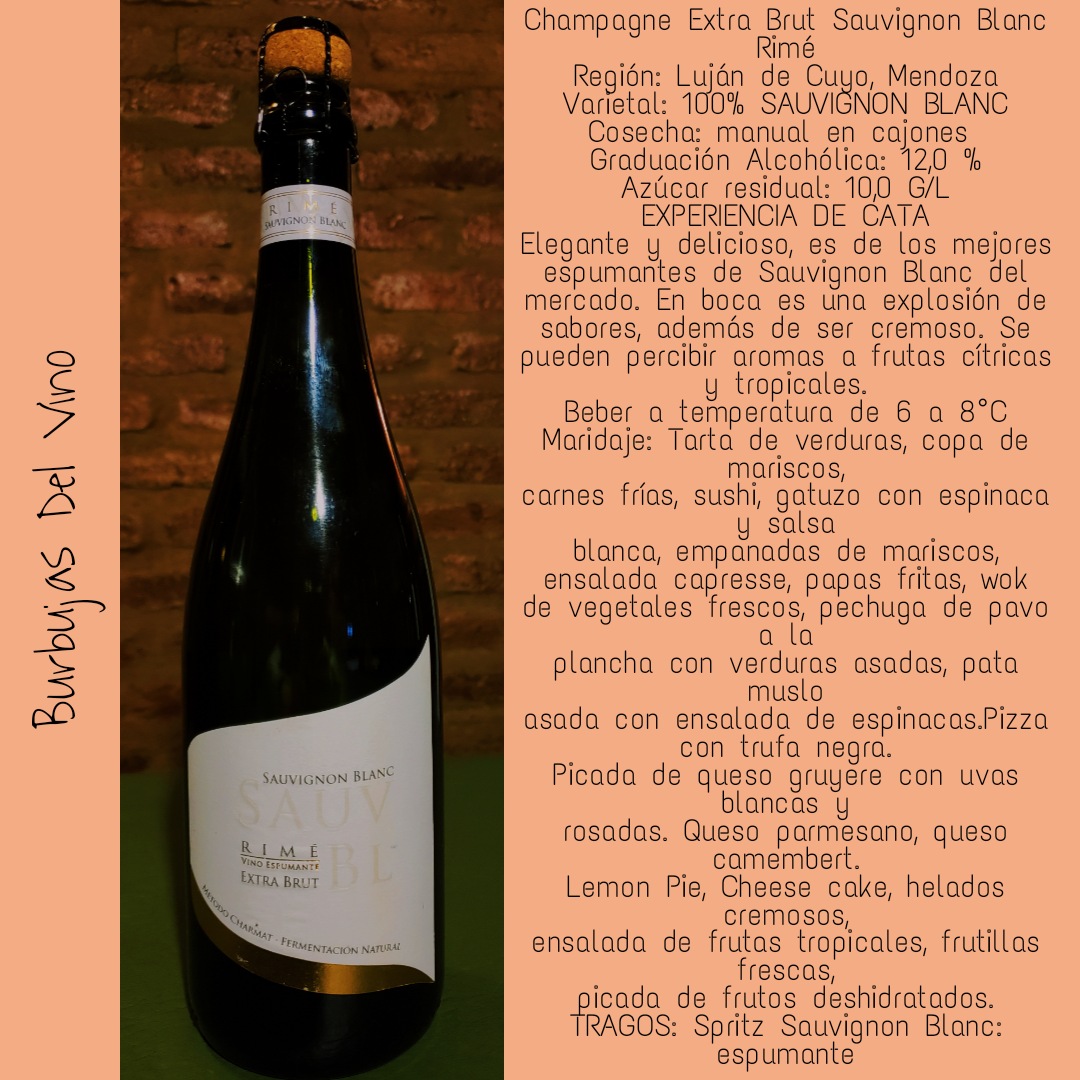 Burbujas Del Vino
RIMÉ
SAUVIGNON BLANC
SAUVIGNON BLANC
SAUV
BL
RIMÉ
VINO ESPUMANTE
EXTRA BRUT
MÉTODO CHARMAT - FERMENTACIÓN NATURAL
Champagne Extra Brut Sauvignon Blanc
Rimé
Región: Luján de Cuyo, Mendoza
Varietal: 100% SAUVIGNON BLANC
Cosecha: manual en cajones
Graduación Alcohólica: 12,0 %
Azúcar residual: 10,0 G/L
EXPERIENCIA DE CATA
Elegante y delicioso, es de los mejores
espumantes de Sauvignon Blanc del
mercado. En boca es una explosión de
sabores, además de ser cremoso. Se
pueden percibir aromas a frutas cítricas
y tropicales.
Beber a temperatura de 6 a 8°C
Maridaje: Tarta de verduras, copa de
mariscos,
carnes frías, sushi, gatuzo con espinaca
y salsa
blanca, empanadas de mariscos,
ensalada capresse, papas fritas, wok
de vegetales frescos, pechuga de pavo
a la
plancha con verduras asadas, pata
muslo
asada con ensalada de espinacas.Pizza
con trufa negra.
Picada de queso gruyere con uvas
blancas y
rosadas. Queso parmesano, queso
camembert.
Lemon Pie, Cheese cake, helados
cremosos,
ensalada de frutas tropicales, frutillas
frescas,
picada de frutos deshidratados.
TRAGOS: Spritz Sauvignon Blanc:
espumante